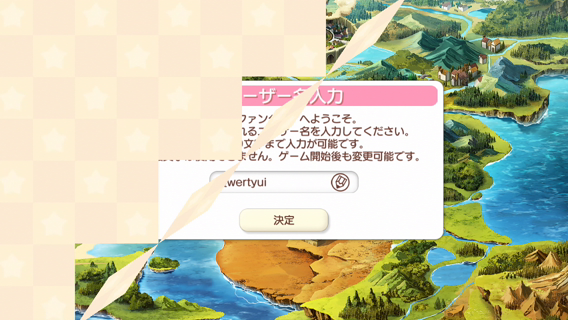 ーザー名入力
ファンタ へようこそ。
れるユーザー名を入力してください。
の文 まで入力が可能です。
ません。ゲーム開始後も変更可能です。
wertyui
決定